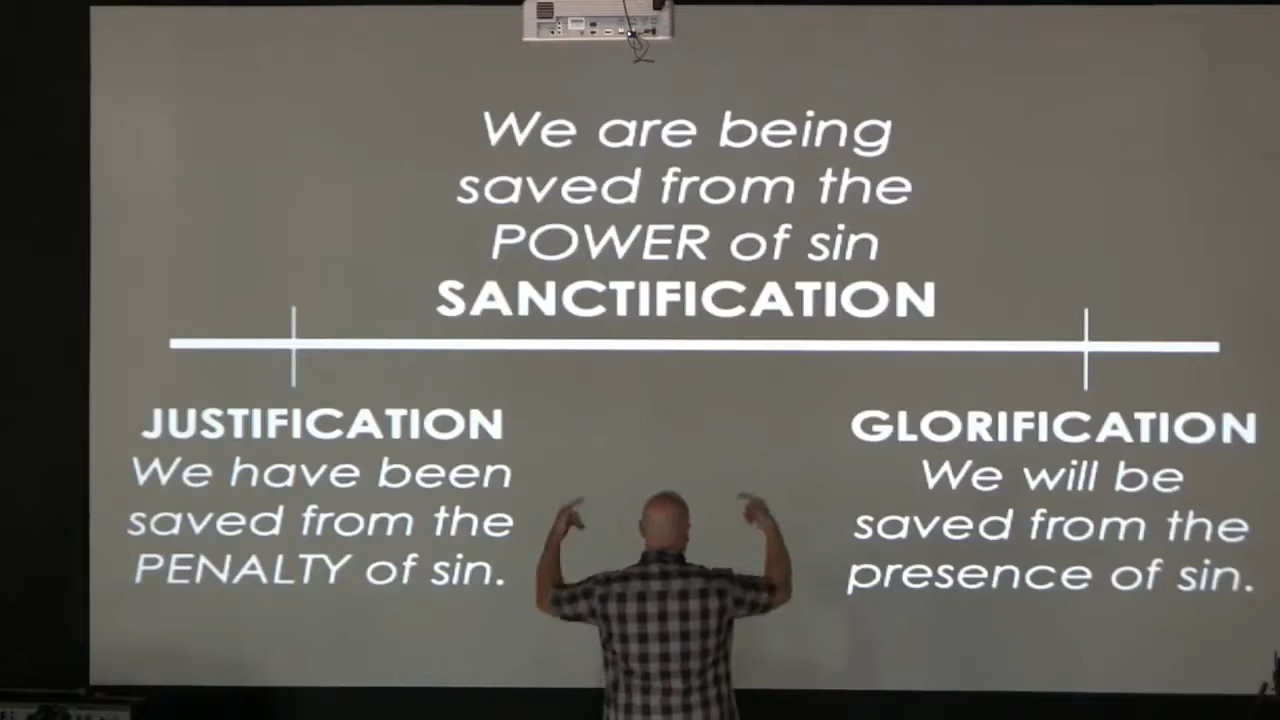 We are being
saved from the
POWER of sin
SANCTIFICATION
JUSTIFICATION
We have been
saved from the
PENALTY of sin.
GLORIFICATION
We will be
saved from the
presence of sin.